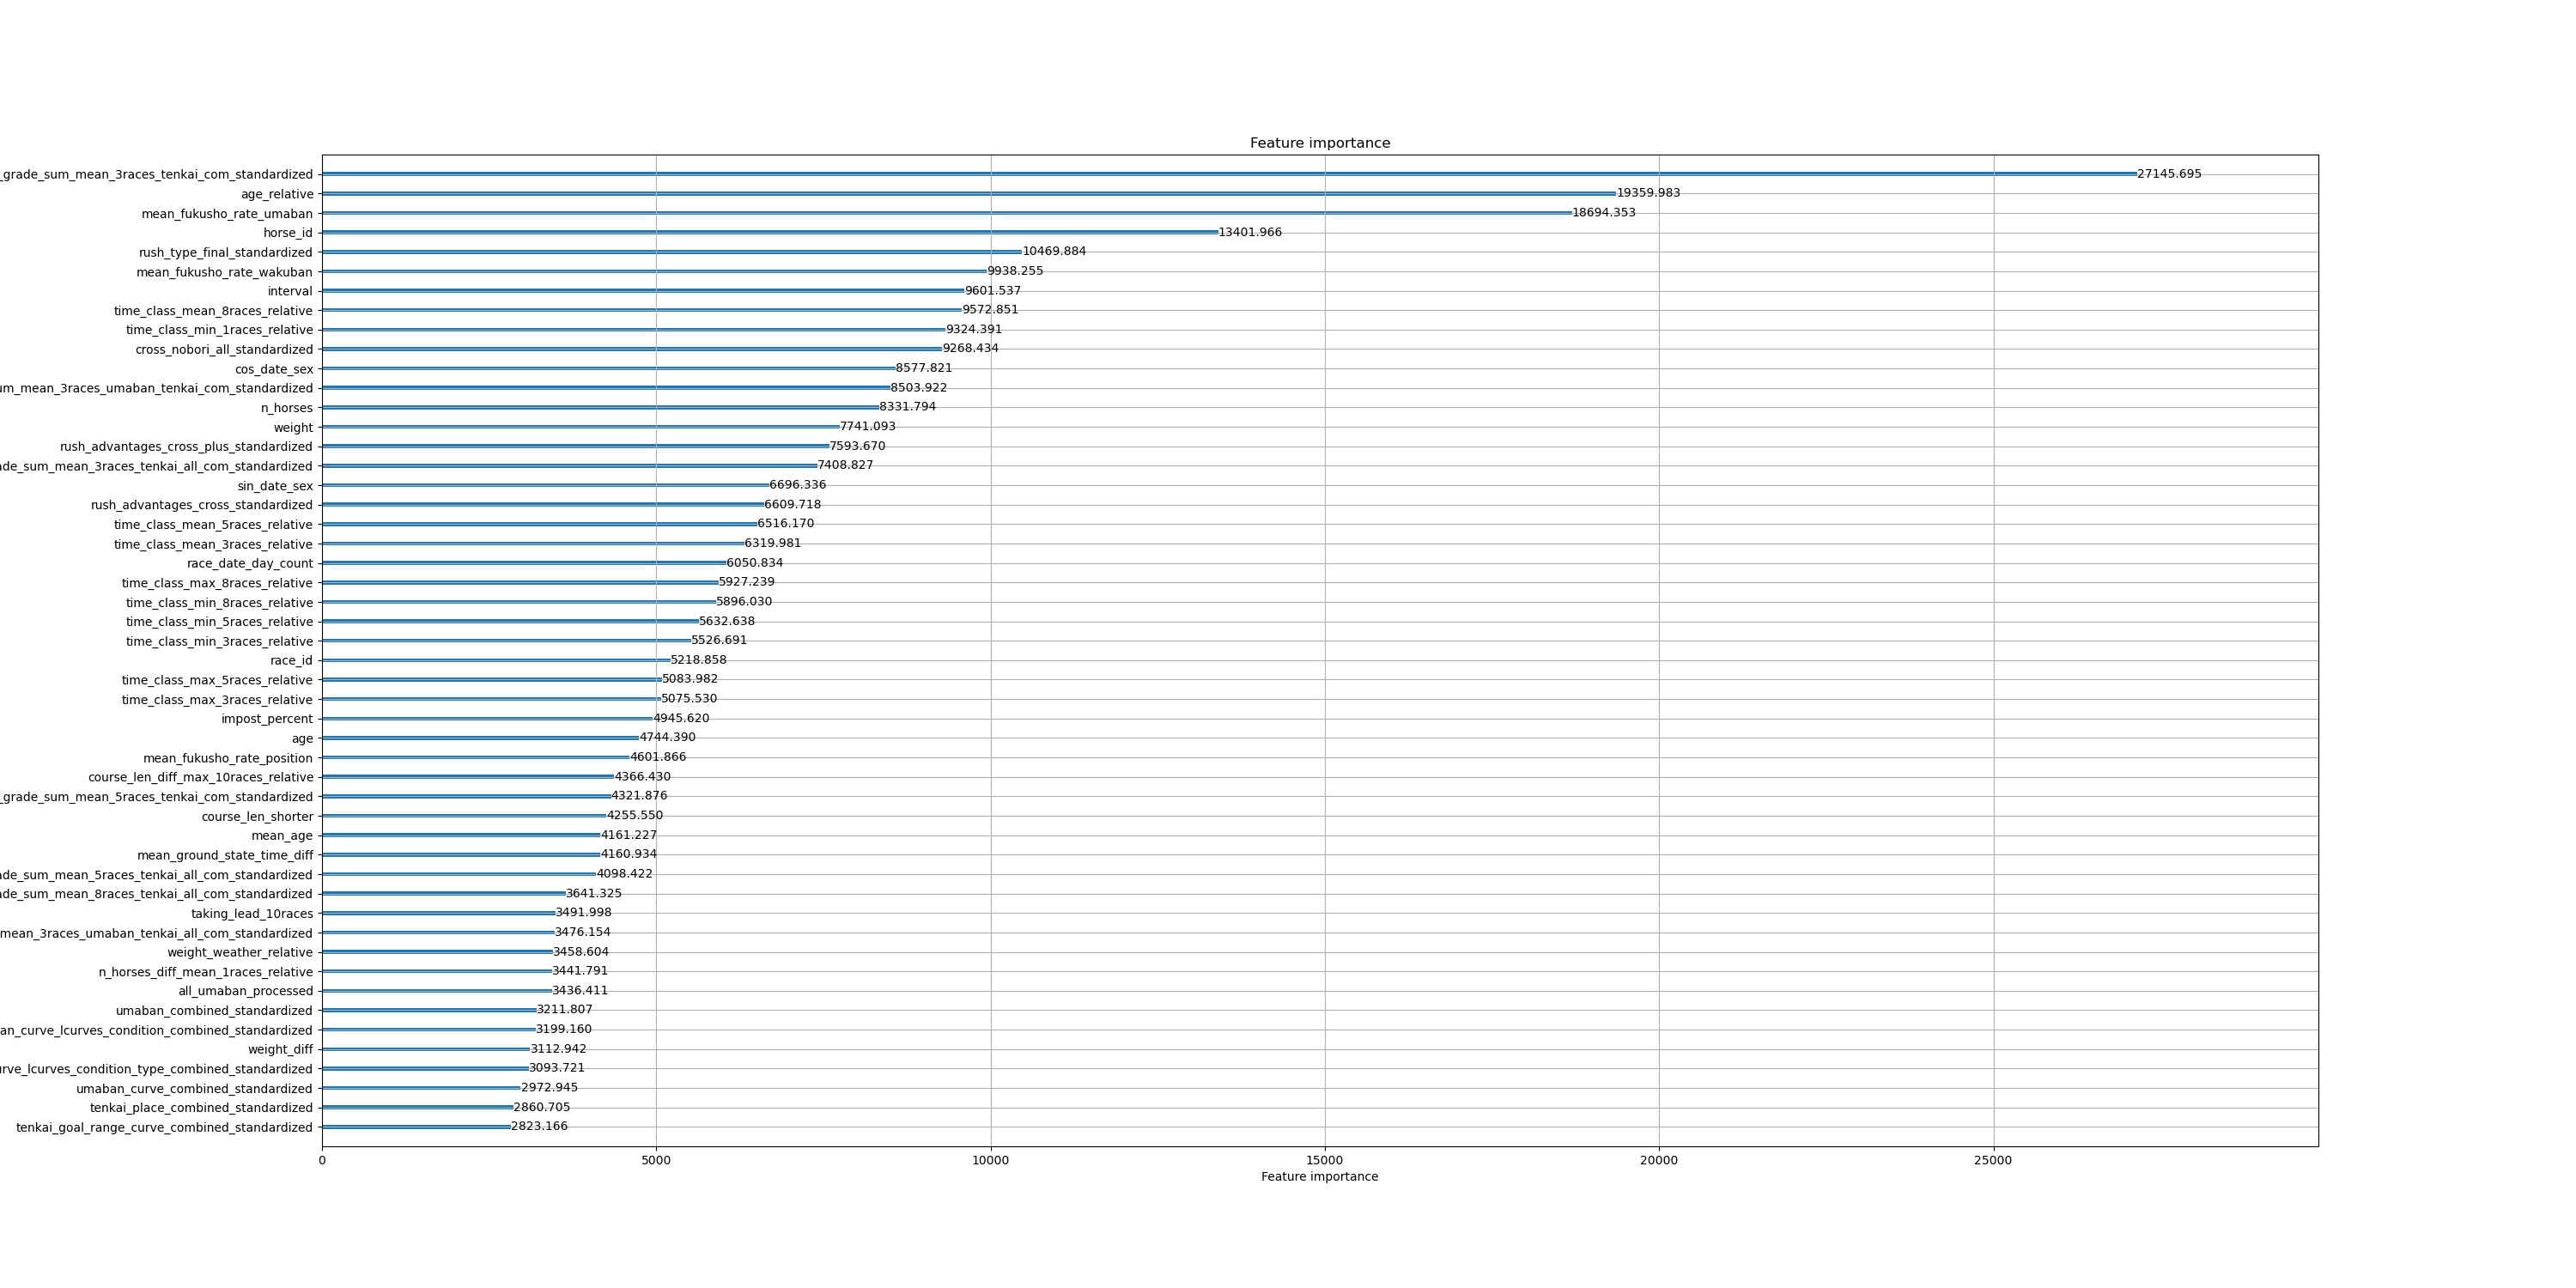 Feature importance
_grade_sum_mean_3races_tenkai_com_standardized 27145.695
age_relative 19359.983
mean_fukusho_rate_umaban 18694.353
horse_id 13401.966
rush_type_final_standardized 10469.884
mean_fukusho_rate_wakuban 9938.255
interval 9601.537
time_class_mean_8races_relative 9572.851
time_class_min_1races_relative 9324.391
cross_nobori_all_standardized 9268.434
cos_date_sex 8577.821
um_mean_3races_umaban_tenkai_com_standardized 8503.922
n_horses 8331.794
weight 7741.093
rush_advantages_cross_plus_standardized 7593.670
ade_sum_mean_3races_tenkai_all_com_standardized 7408.827
sin_date_sex 6696.336
rush_advantages_cross_standardized 6609.718
time_class_mean_5races_relative 6516.170
time_class_mean_3races_relative 6319.981
race_date_day_count 6050.834
time_class_max_8races_relative 5927.239
time_class_min_8races_relative 5896.030
time_class_min_5races_relative 5632.638
time_class_min_3races_relative 5526.691
race_id 5218.858
time_class_max_5races_relative 5083.982
time_class_max_3races_relative 5075.530
impost_percent 4945.620
age 4744.390
mean_fukusho_rate_position 4601.866
course_len_diff_max_10races_relative 4366.430
_grade_sum_mean_5races_tenkai_com_standardized 4321.876
course_len_shorter 4255.550
mean_age 4161.227
mean_ground_state_time_diff 4160.934
ade_sum_mean_5races_tenkai_all_com_standardized 4098.422
ade_sum_mean_8races_tenkai_all_com_standardized 3641.325
taking_lead_10races 3491.998
mean_3races_umaban_tenkai_all_com_standardized 3476.154
weight_weather_relative 3458.604
n_horses_diff_mean_1races_relative 3441.791
all_umaban_processed 3436.411
umaban_combined_standardized 3211.807
an_curve_lcurves_condition_combined_standardized 3199.160
weight_diff 3112.942
urve_lcurves_condition_type_combined_standardized 3093.721
umaban_curve_combined_standardized 2972.945
tenkai_place_combined_standardized 2860.705
tenkai_goal_range_curve_combined_standardized 2823.166
0 5000 10000 15000 20000 25000
Feature importance